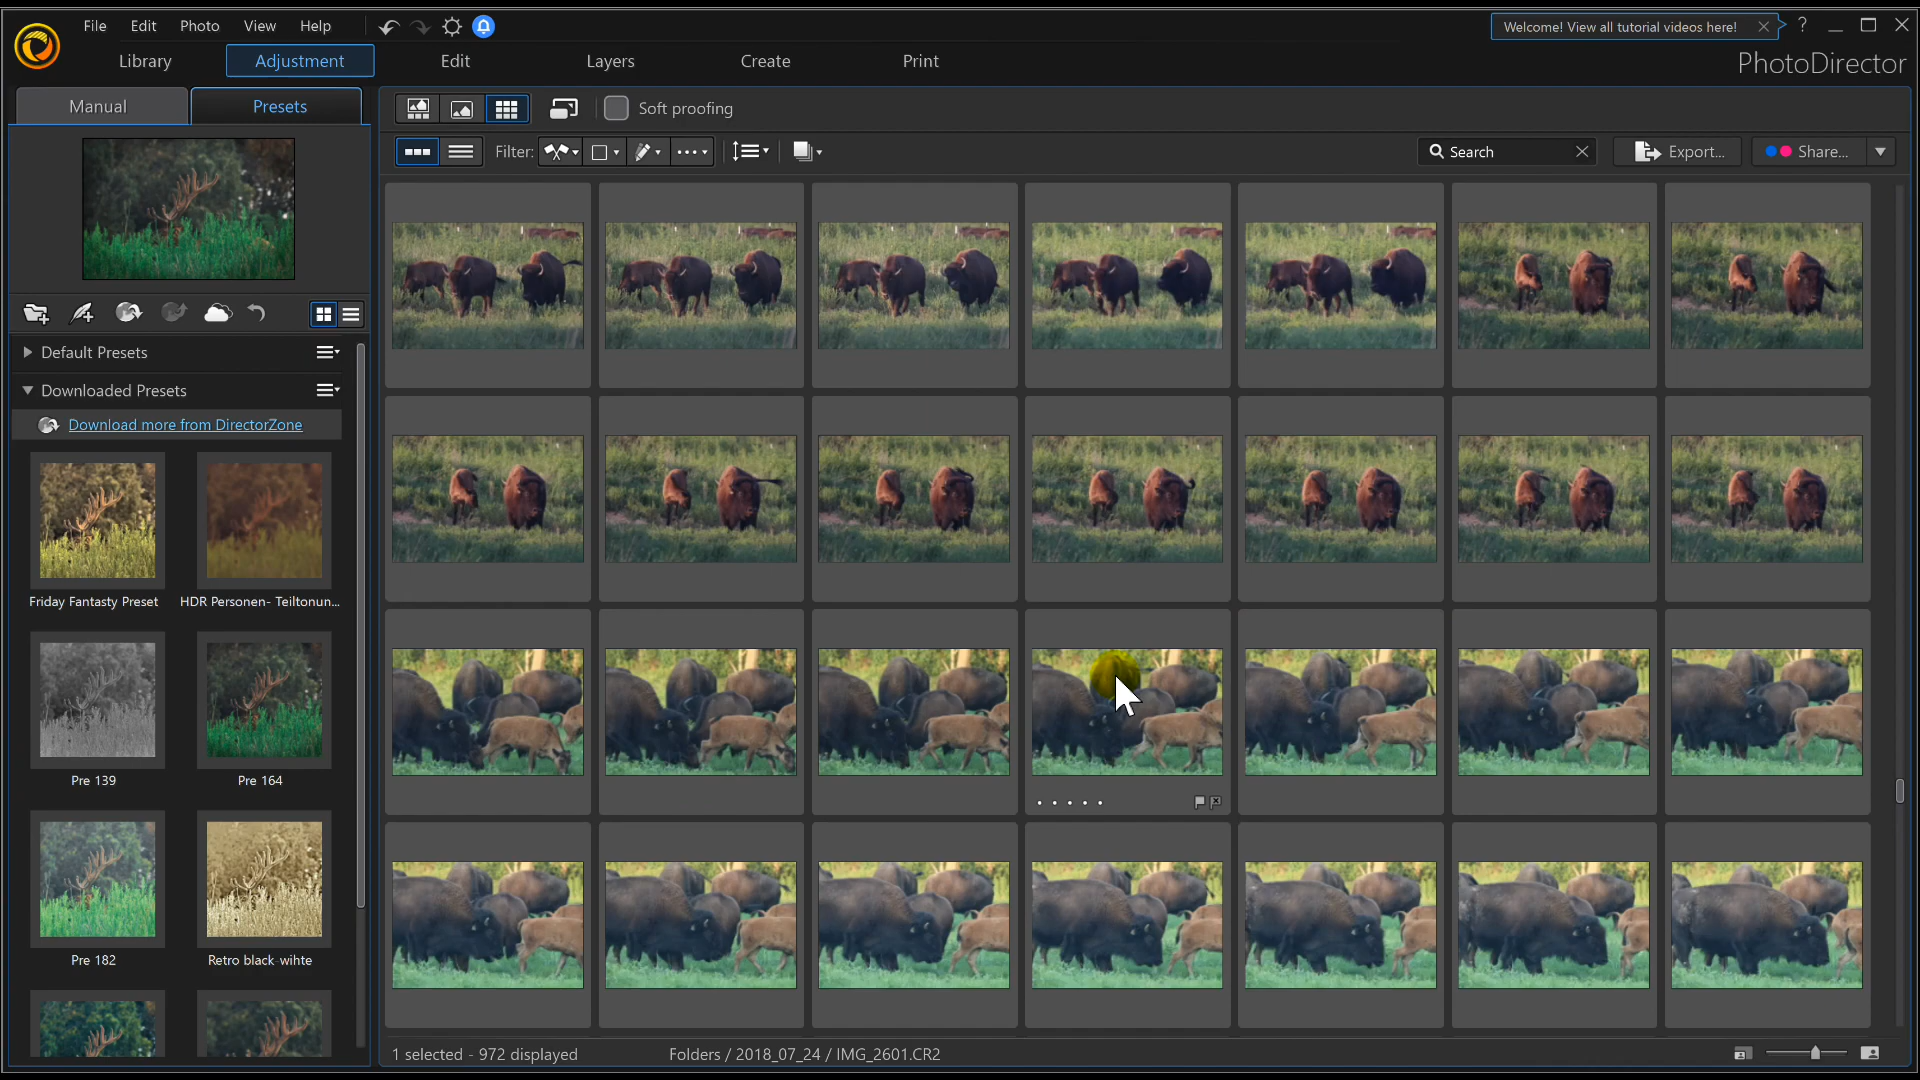 File Edit Photo View Help
Welcome! View all tutorial videos here!
?
Library Adjustment Edit Layers Create Print
PhotoDirector
Manual Presets
Soft proofing
Filter:
Search
Export...
Share...
Default Presets
Downloaded Presets
Download more from DirectorZone
Friday Fantasty Preset
HDR Personen- Teiltonun...
Pre 139
Pre 164
Pre 182
Retro black-wihte
1 selected - 972 displayed
Folders / 2018_07_24 / IMG_2601.CR2